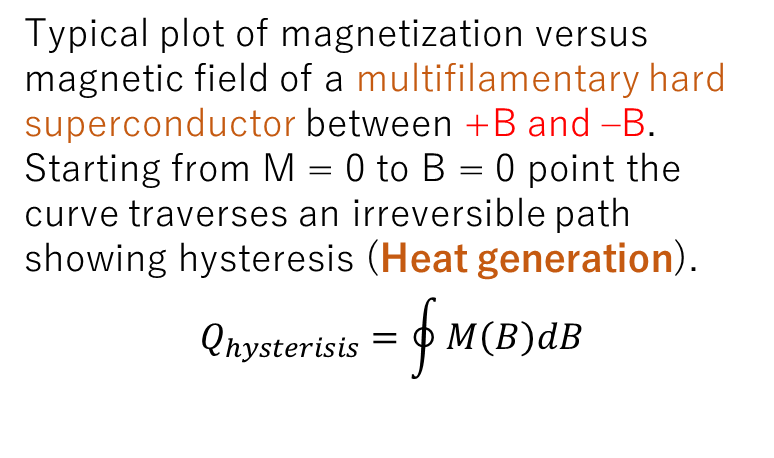 Typical plot of magnetization versus
magnetic field of a multifilamentary hard
superconductor between +B and –B.
Starting from M = 0 to B = 0 point the
curve traverses an irreversible path
showing hysteresis (Heat generation).
Q_{hysterisis} = ∮ M(B)dB